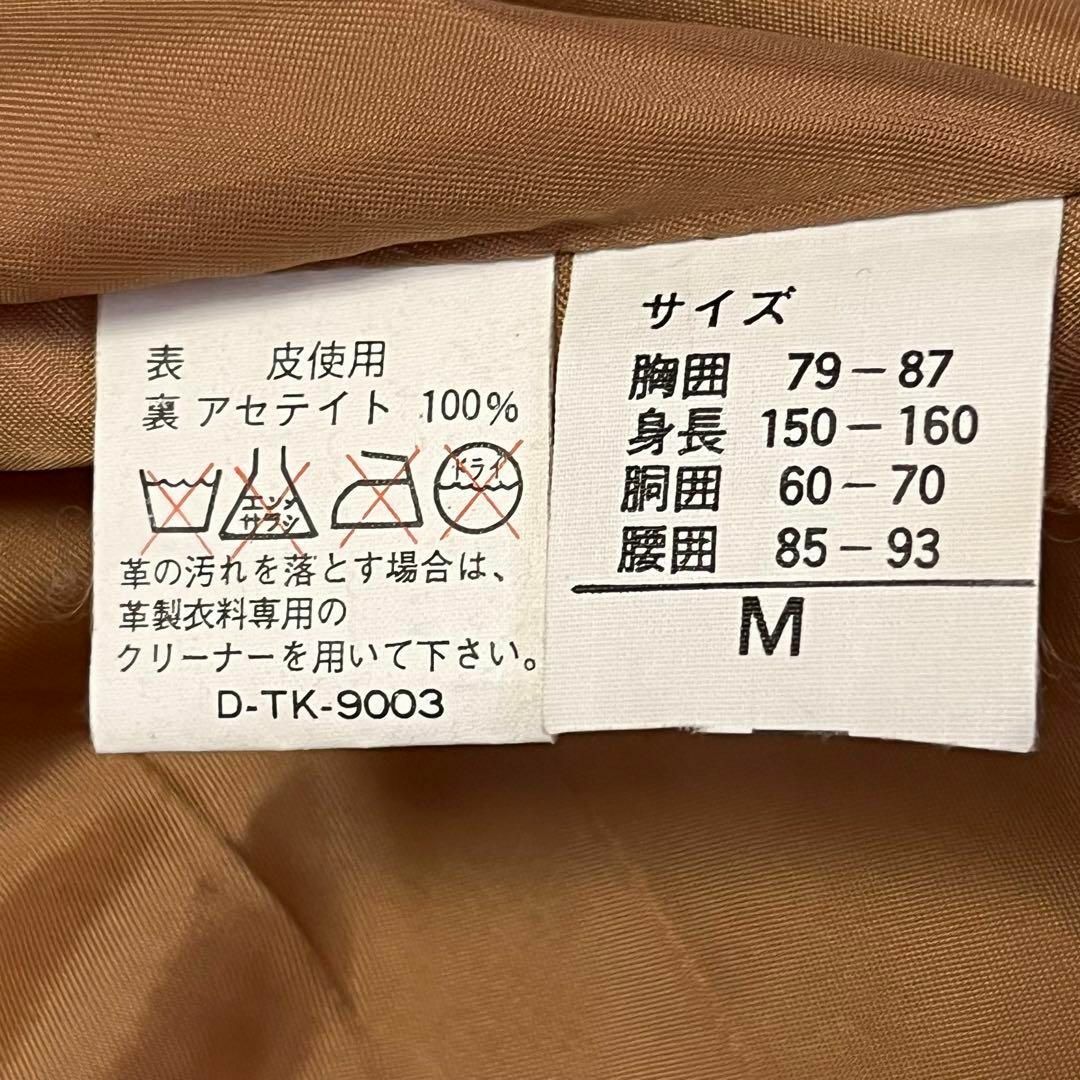 表 皮使用
裏 アセテイト 100%
エンソ
サラシ
ドライ
革の汚れを落とす場合は、
革製衣料専用の
クリーナーを用いて下さい。
D-TK-9003
サイズ
胸囲 79-87
身長 150-160
胴囲 60-70
腰囲 85-93
M